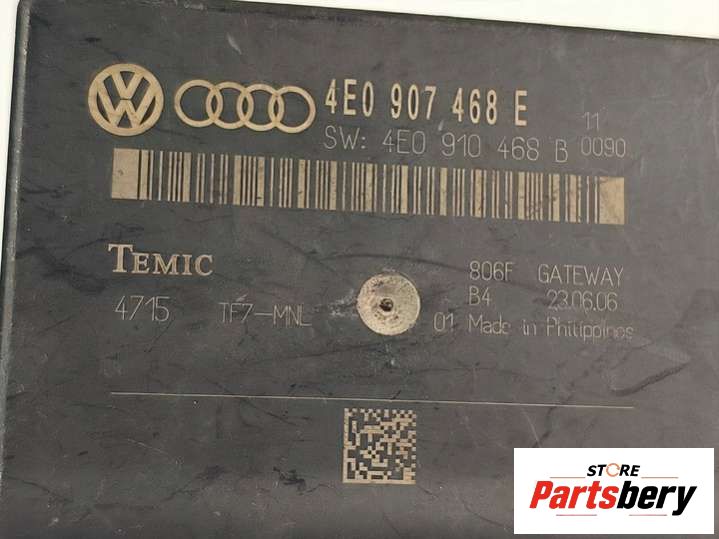 4E0 907 468 E 11
SW: 4E0 910 468 B 0090
TEMIC
806F GATEWAY
B4 23.06.06
4715 TF7-MNL
01 Made in Philippines
STORE
Partsbery